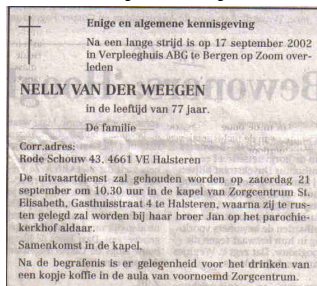 Enige en algemene kennisgeving
Na een lange strijd is op 17 september 2002
in Verpleeghuis ABG te Bergen op Zoom over-
leden
NELLY VAN DER WEEGEN
in de leeftijd van 77 jaar.
De familie
Corr.adres:
Rode Schouw 43, 4661 VE Halsteren
De uitvaartdienst zal gehouden worden op zaterdag 21
september om 10.30 uur in de kapel van Zorgcentrum St.
Elisabeth, Gasthuisstraat 4 te Halsteren, waarna zij te rus-
ten gelegd zal worden bij haar broer Jan op het parochie-
kerkhof aldaar.
Samenkomst in de kapel.
Na de begrafenis is er gelegenheid voor het drinken van
een kopje koffie in de aula van voornoemd Zorgcentrum.